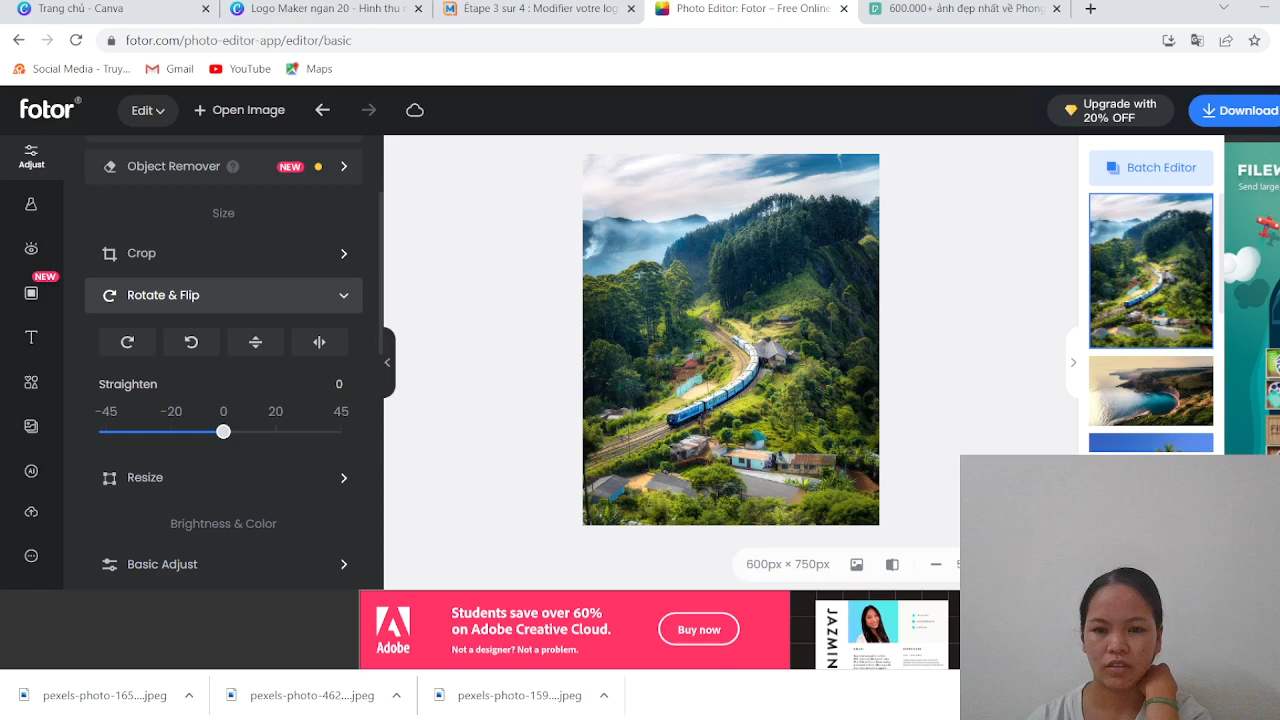 Trang chủ - Canva
Logo Maker ngan 20 - Hình thu n
Étape 3 sur 4 : Modifier votre log
Photo Editor: Fotor – Free Online
600.000+ ảnh đẹp nhất về Phong
fotor.com/photo-editor-app/editor/basic
Social Media - Truy...
Gmail
YouTube
Maps
fotor®
Edit
Open Image
Upgrade with
20% OFF
Download
Adjust
Object Remover ?
NEW
Size
Crop
NEW
Rotate & Flip
Straighten
0
-45 -20 0 20 45
Resize
Brightness & Color
Basic Adjust
T
AI
600px × 750px
Batch Editor
FILEW
Send large
Adobe
Students save over 60%
on Adobe Creative Cloud.
Not a designer? Not a problem.
Buy now
JAZMIN
pexels-photo-165....jpeg
pexels-photo-462....jpeg
pexels-photo-159....jpeg